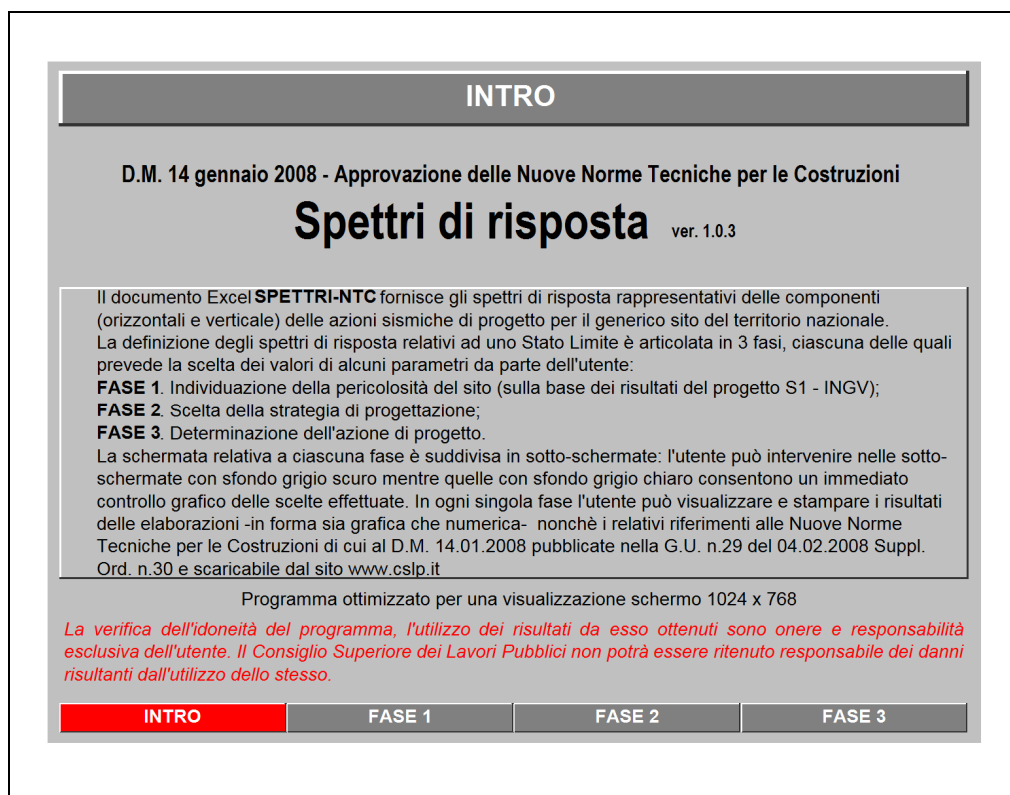 INTRO
D.M. 14 gennaio 2008 - Approvazione delle Nuove Norme Tecniche per le Costruzioni
Spettri di risposta ver. 1.0.3
Il documento Excel SPETTRI-NTC fornisce gli spettri di risposta rappresentativi delle componenti
(orizzontali e verticale) delle azioni sismiche di progetto per il generico sito del territorio nazionale.
La definizione degli spettri di risposta relativi ad uno Stato Limite è articolata in 3 fasi, ciascuna delle quali
prevede la scelta dei valori di alcuni parametri da parte dell'utente:
FASE 1. Individuazione della pericolosità del sito (sulla base dei risultati del progetto S1 - INGV);
FASE 2. Scelta della strategia di progettazione;
FASE 3. Determinazione dell'azione di progetto.
La schermata relativa a ciascuna fase è suddivisa in sotto-schermate: l'utente può intervenire nelle sotto-
schermate con sfondo grigio scuro mentre quelle con sfondo grigio chiaro consentono un immediato
controllo grafico delle scelte effettuate. In ogni singola fase l'utente può visualizzare e stampare i risultati
delle elaborazioni -in forma sia grafica che numerica- nonchè i relativi riferimenti alle Nuove Norme
Tecniche per le Costruzioni di cui al D.M. 14.01.2008 pubblicate nella G.U. n.29 del 04.02.2008 Suppl.
Ord. n.30 e scaricabile dal sito www.cslp.it
Programma ottimizzato per una visualizzazione schermo 1024 x 768
La verifica dell'idoneità del programma, l'utilizzo dei risultati da esso ottenuti sono onere e responsabilità
esclusiva dell'utente. Il Consiglio Superiore dei Lavori Pubblici non potrà essere ritenuto responsabile dei danni
risultanti dall'utilizzo dello stesso.
INTRO FASE 1 FASE 2 FASE 3